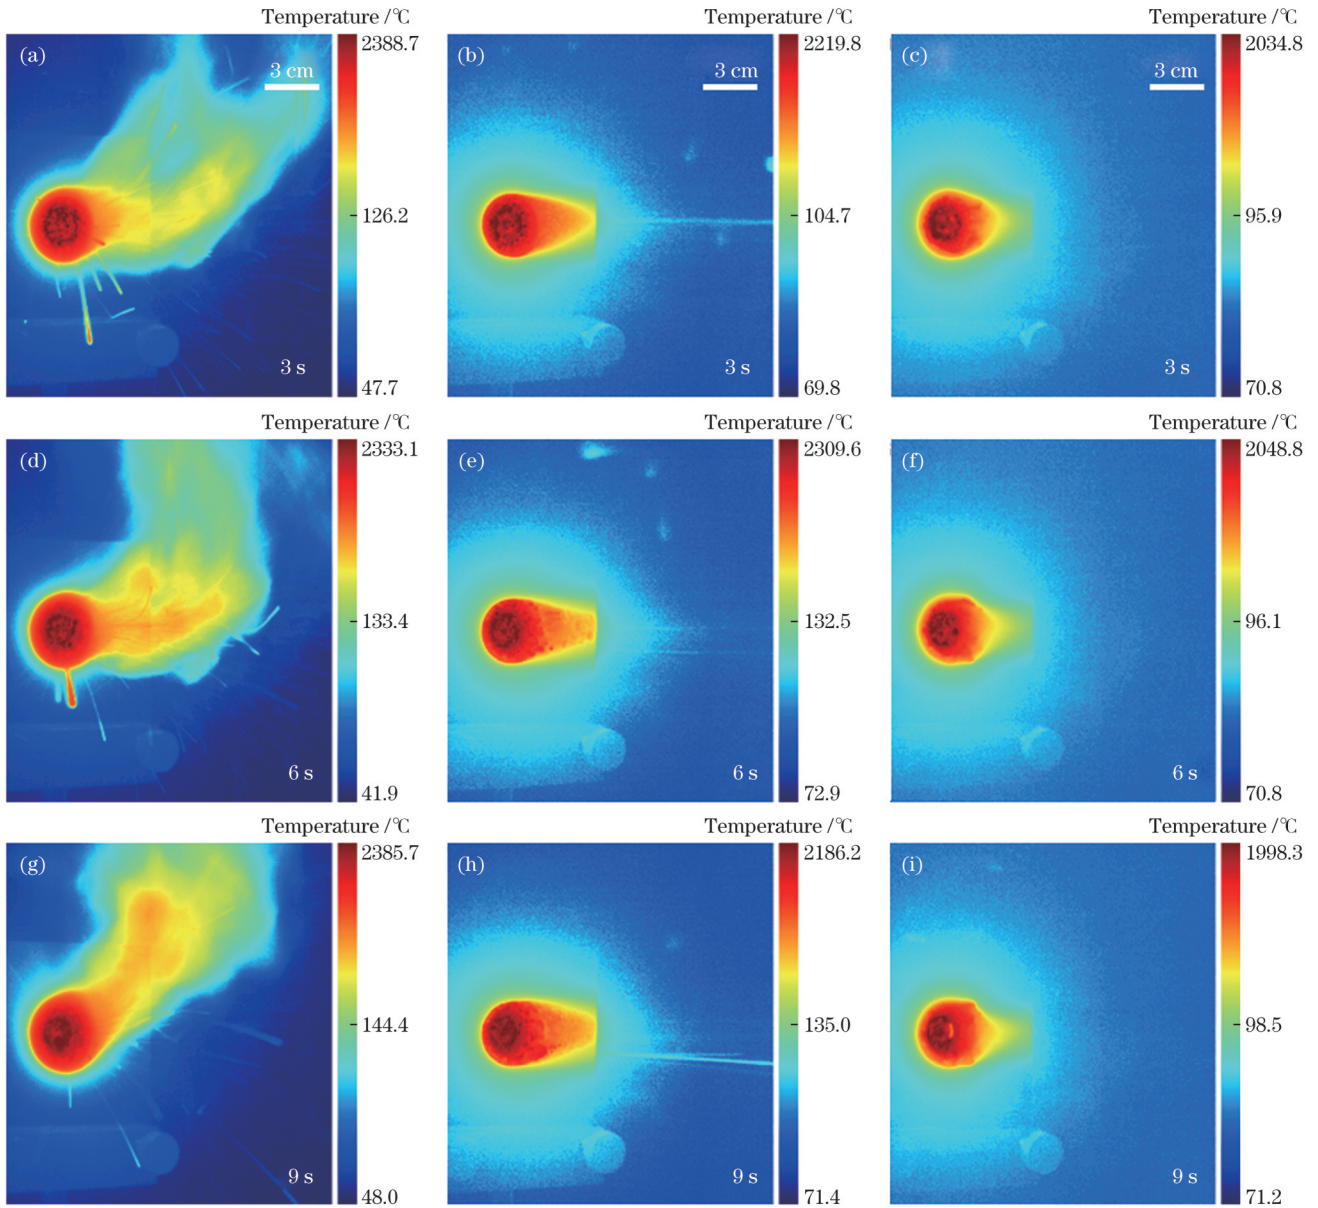 Temperature /℃ Temperature /℃ Temperature /℃
(a) 3 cm 2388.7 (b) 3 cm 2219.8 (c) 3 cm 2034.8
126.2 104.7 95.9
3 s 47.7 3 s 69.8 3 s 70.8
Temperature /℃ Temperature /℃ Temperature /℃
(d) 2333.1 (e) 2309.6 (f) 2048.8
133.4 132.5 96.1
6 s 41.9 6 s 72.9 6 s 70.8
Temperature /℃ Temperature /℃ Temperature /℃
(g) 2385.7 (h) 2186.2 (i) 1998.3
144.4 135.0 98.5
9 s 48.0 9 s 71.4 9 s 71.2